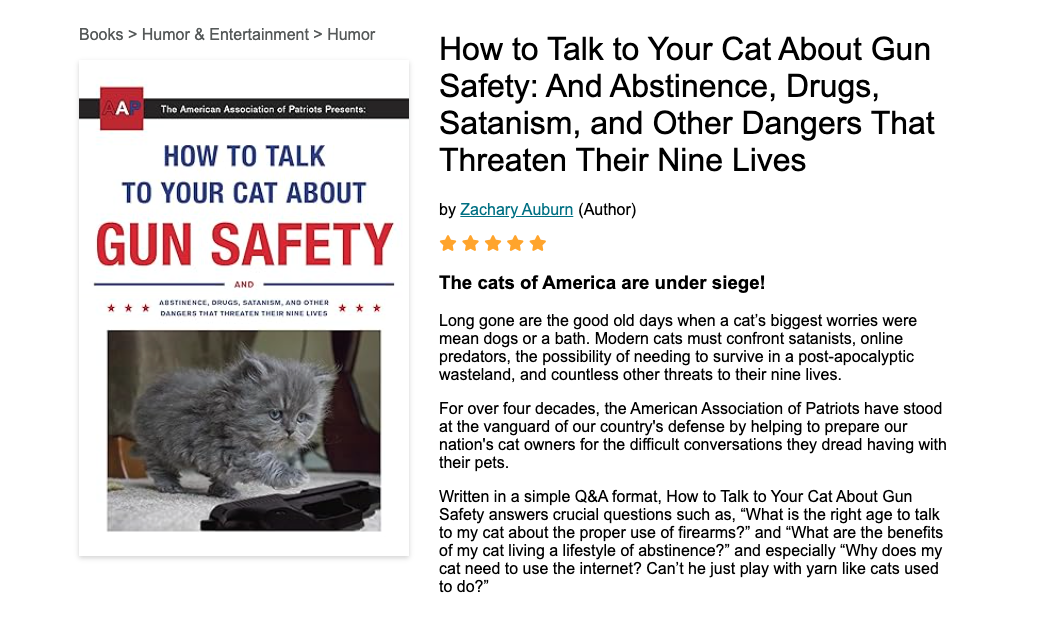 Books > Humor & Entertainment > Humor
AAP
The American Association of Patriots Presents:
HOW TO TALK
TO YOUR CAT ABOUT
GUN SAFETY
AND
ABSTINENCE, DRUGS, SATANISM, AND OTHER
DANGERS THAT THREATEN THEIR NINE LIVES
How to Talk to Your Cat About Gun
Safety: And Abstinence, Drugs,
Satanism, and Other Dangers That
Threaten Their Nine Lives
by Zachary Auburn (Author)
The cats of America are under siege!
Long gone are the good old days when a cat’s biggest worries were
mean dogs or a bath. Modern cats must confront satanists, online
predators, the possibility of needing to survive in a post-apocalyptic
wasteland, and countless other threats to their nine lives.
For over four decades, the American Association of Patriots have stood
at the vanguard of our country's defense by helping to prepare our
nation's cat owners for the difficult conversations they dread having with
their pets.
Written in a simple Q&A format, How to Talk to Your Cat About Gun
Safety answers crucial questions such as, “What is the right age to talk
to my cat about the proper use of firearms?” and “What are the benefits
of my cat living a lifestyle of abstinence?” and especially “Why does my
cat need to use the internet? Can’t he just play with yarn like cats used
to do?”